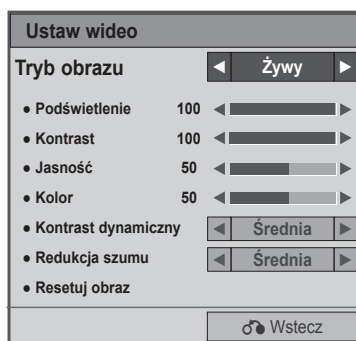 Ustaw wideo
Tryb obrazu ◄ Żywy ►
● Podświetlenie 100
● Kontrast 100
● Jasność 50
● Kolor 50
● Kontrast dynamiczny ◄ Średnia ►
● Redukcja szumu ◄ Średnia ►
● Resetuj obraz
Wstecz